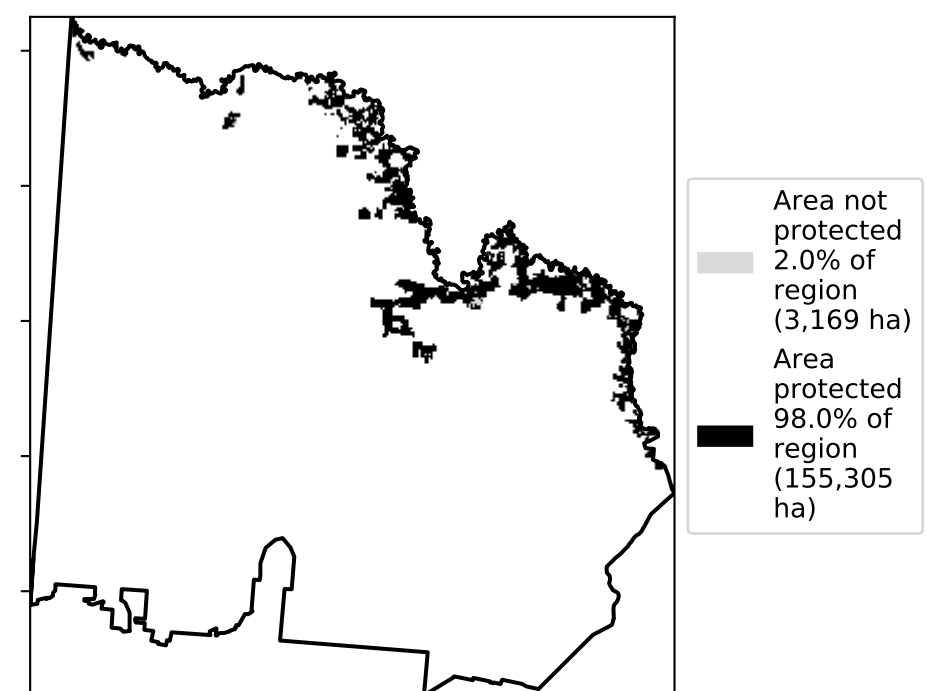 Area not
protected
2.0% of
region
(3,169 ha)
Area
protected
98.0% of
region
(155,305
ha)